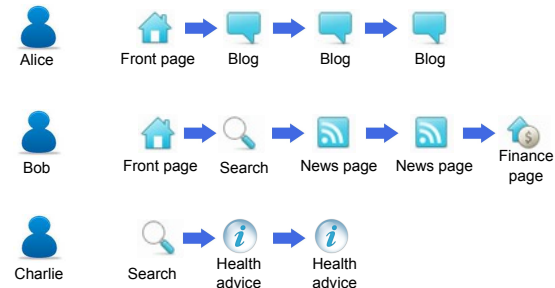 Alice
Front page
Blog
Blog
Blog
Bob
Front page
Search
News page
News page
Finance
page
Charlie
Search
Health
advice
Health
advice